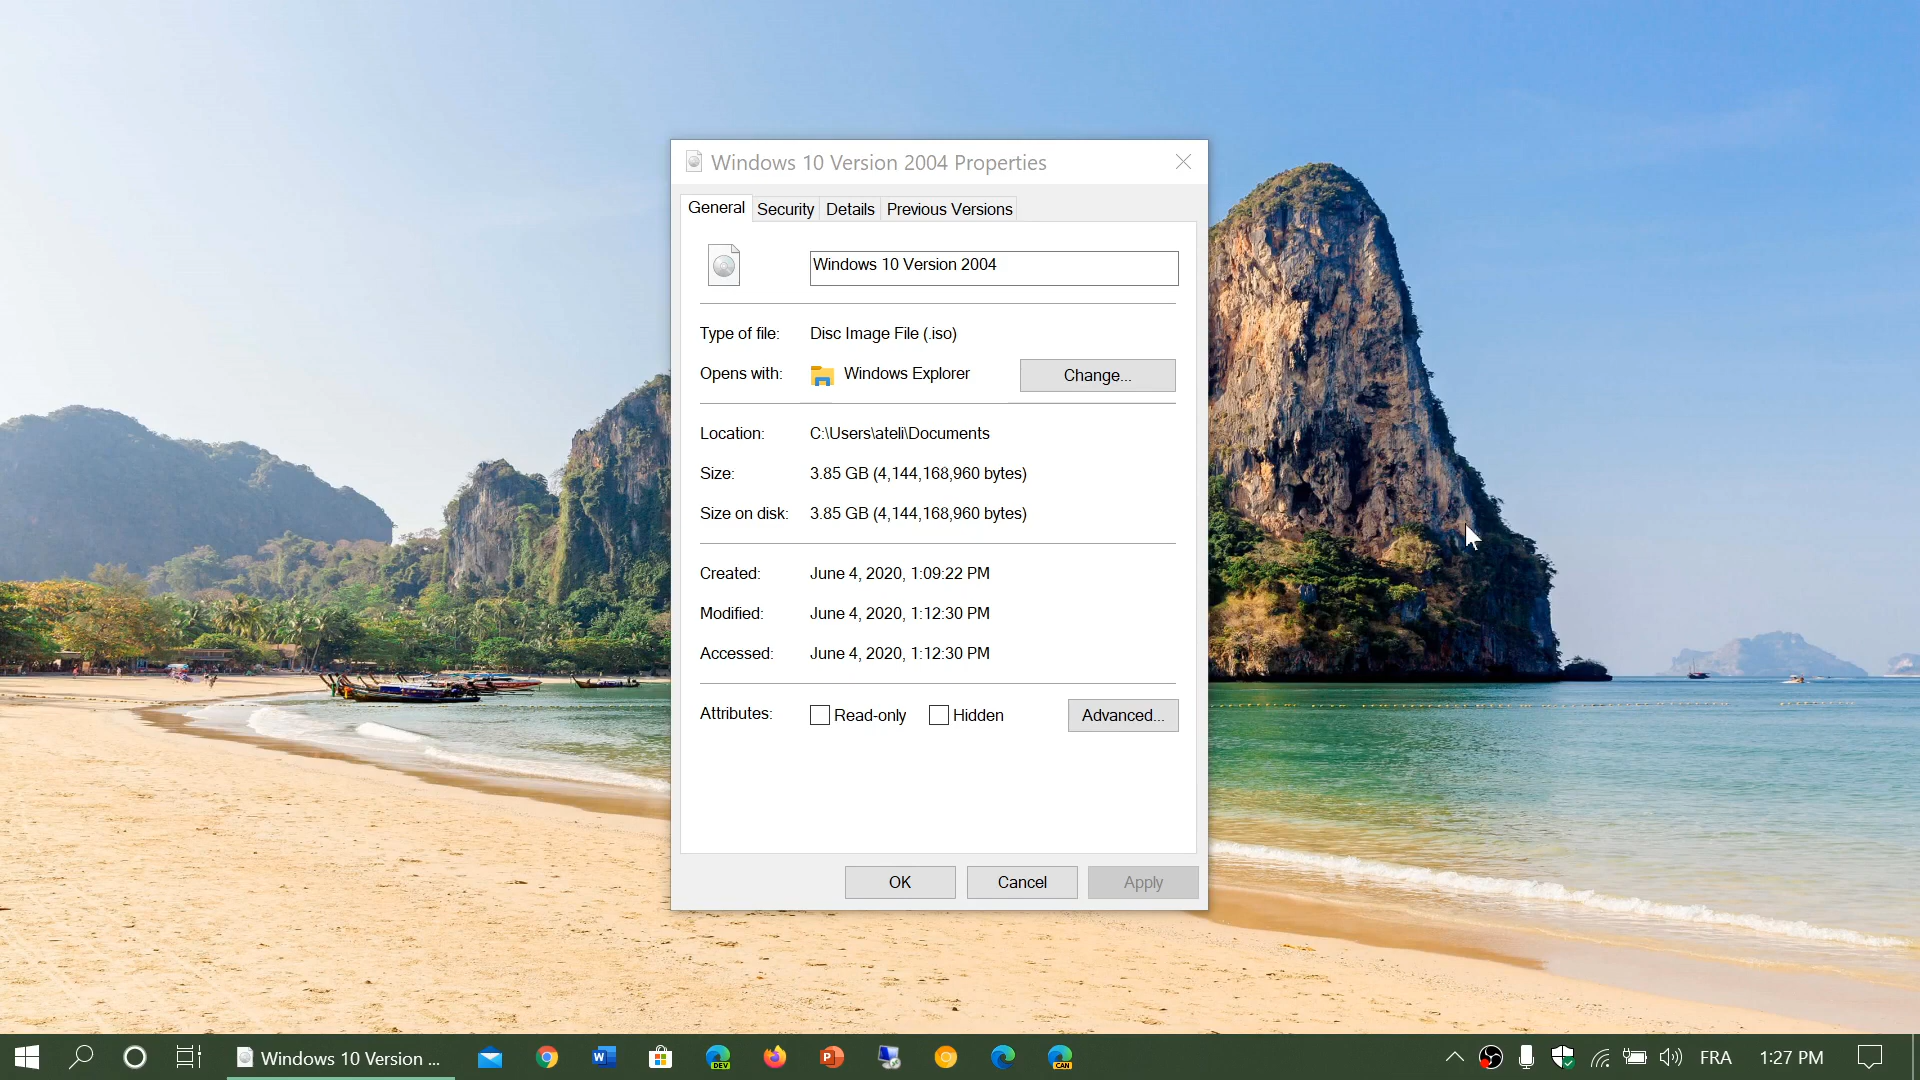 Windows 10 Version 2004 Properties
General Security Details Previous Versions
Windows 10 Version 2004
Type of file: Disc Image File (.iso)
Opens with: Windows Explorer Change...
Location: C:\Users\ateli\Documents
Size: 3.85 GB (4,144,168,960 bytes)
Size on disk: 3.85 GB (4,144,168,960 bytes)
Created: June 4, 2020, 1:09:22 PM
Modified: June 4, 2020, 1:12:30 PM
Accessed: June 4, 2020, 1:12:30 PM
Attributes: Read-only Hidden Advanced...
OK Cancel Apply
Windows 10 Version ... W DEV P CAN FRA 1:27 PM